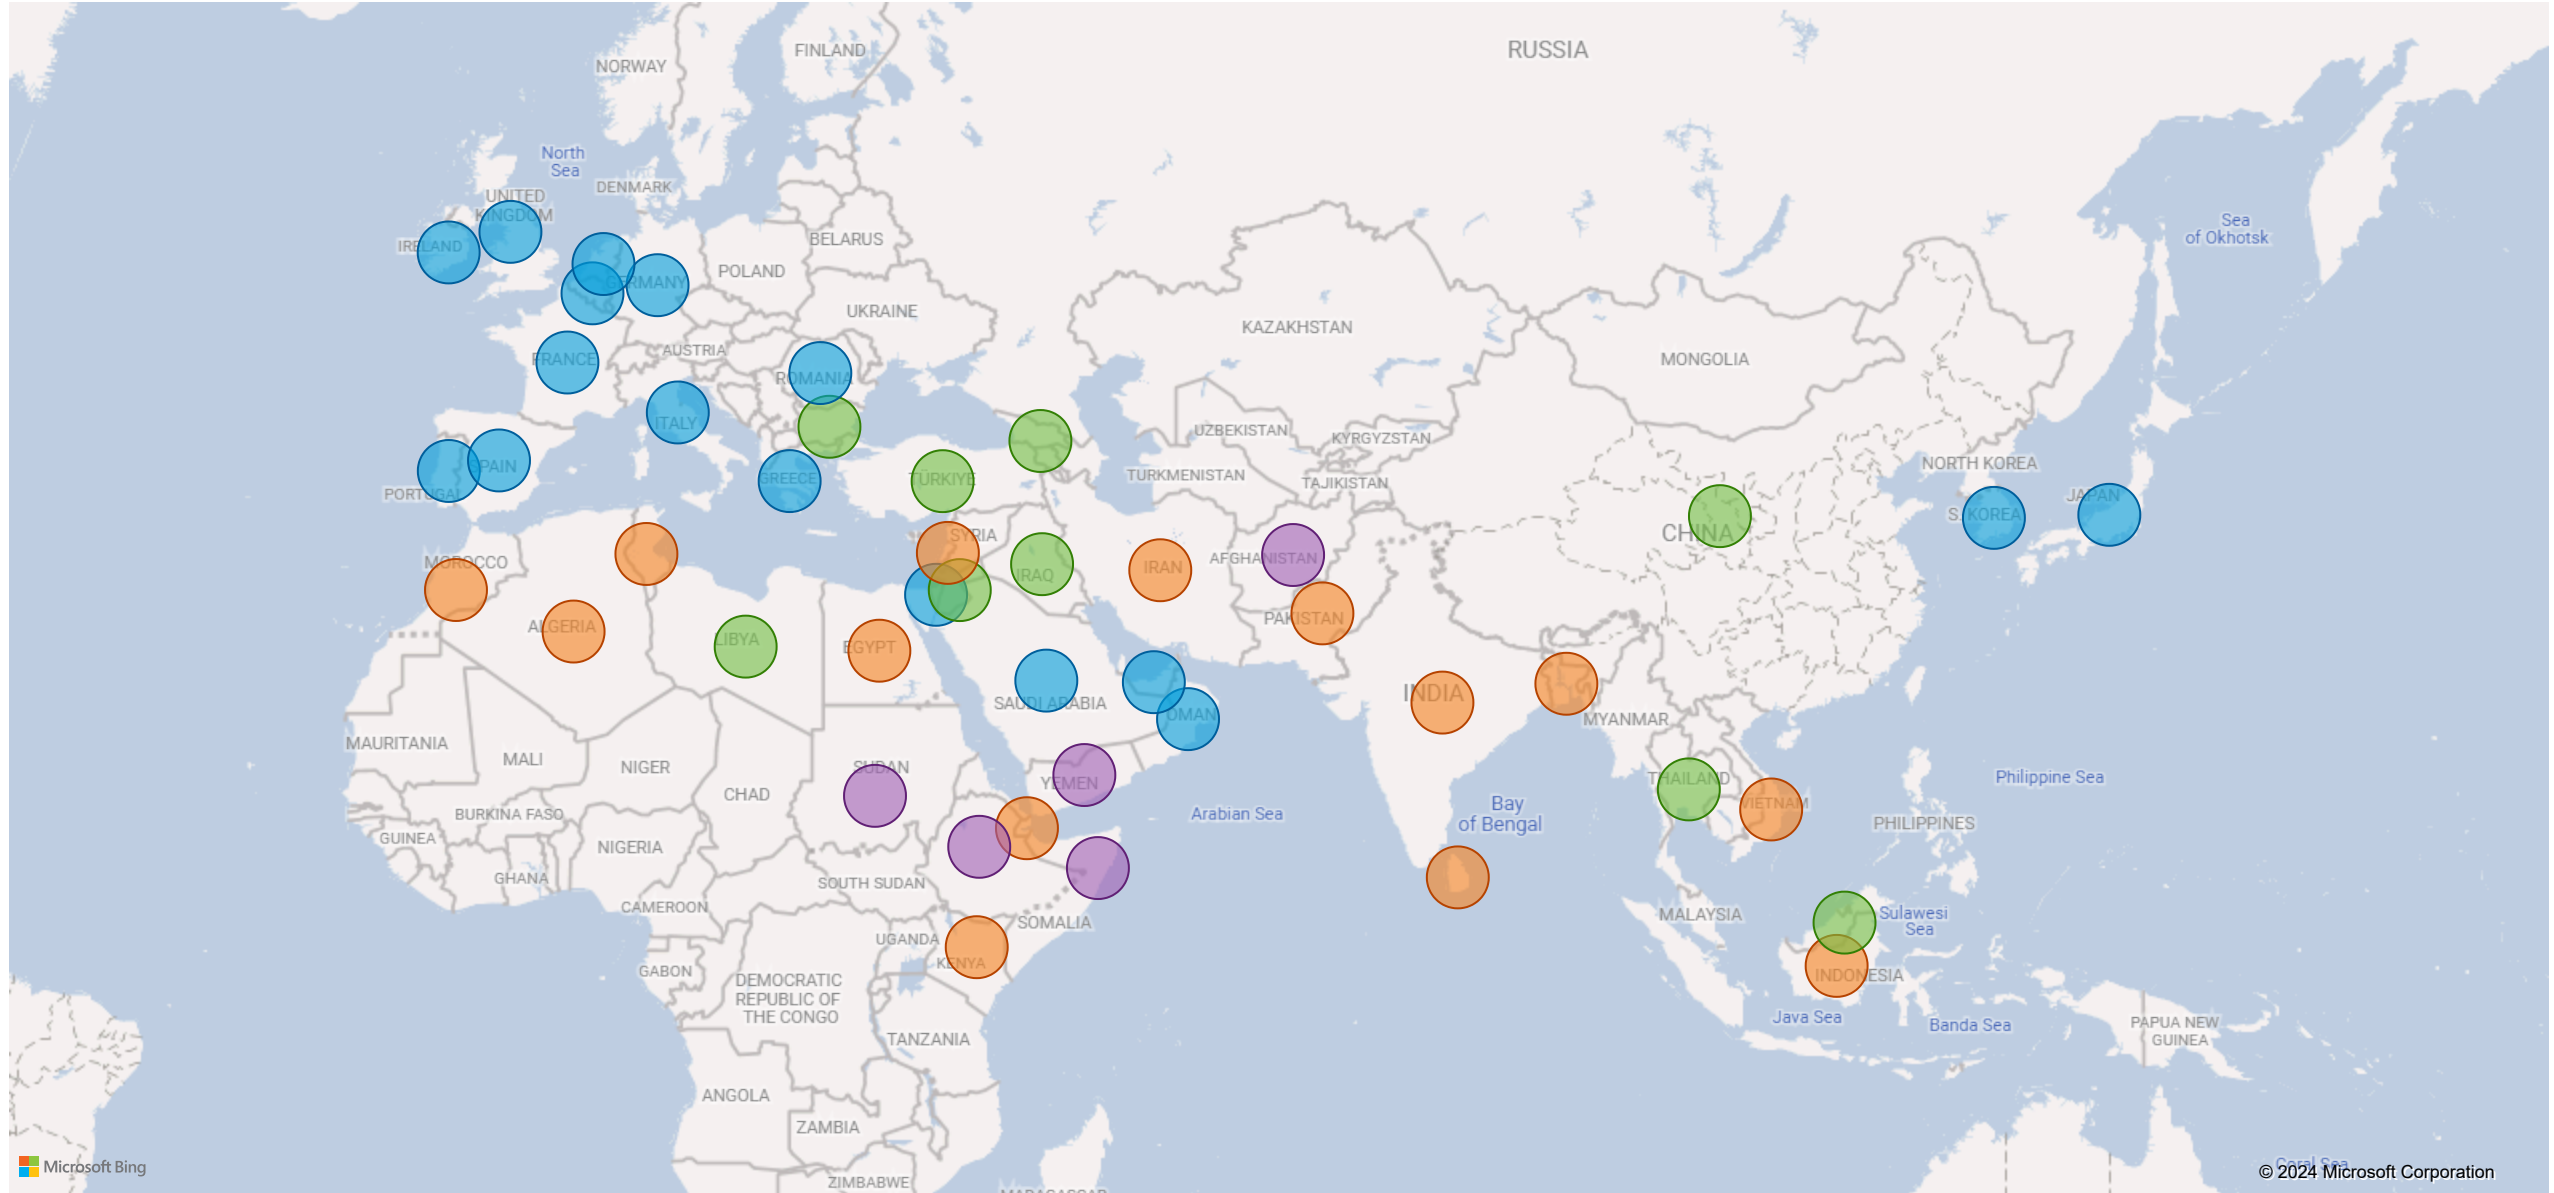 FINLAND
RUSSIA
NORWAY
North
Sea
DENMARK
UNITED
KINGDOM
Sea
of Okhotsk
IRELAND
BELARUS
POLAND
GERMANY
UKRAINE
KAZAKHSTAN
AUSTRIA
FRANCE
MONGOLIA
ROMANIA
ITALY
UZBEKISTAN
KYRGYZSTAN
SPAIN
NORTH KOREA
GREECE
TÜRKIYE
TURKMENISTAN
TAJIKISTAN
PORTUGAL
JAPAN
S. KOREA
SYRIA
CHINA
MOROCCO
AFGHANISTAN
IRAN
IRAQ
PAKISTAN
ALGERIA
LIBYA
EGYPT
INDIA
SAUDI ARABIA
OMAN
MYANMAR
MAURITANIA
MALI
NIGER
SUDAN
YEMEN
THAILAND
Philippine Sea
CHAD
VIETNAM
BURKINA FASO
Arabian Sea
Bay
of Bengal
PHILIPPINES
GUINEA
NIGERIA
GHANA
SOUTH SUDAN
CAMEROON
SOMALIA
MALAYSIA
Sulawesi
Sea
UGANDA
KENYA
GABON
INDONESIA
DEMOCRATIC
REPUBLIC OF
THE CONGO
Java Sea
Banda Sea
PAPUA NEW
GUINEA
TANZANIA
ANGOLA
ZAMBIA
Microsoft Bing
Coral Sea
© 2024 Microsoft Corporation
ZIMBABWE
MADAGASCAR